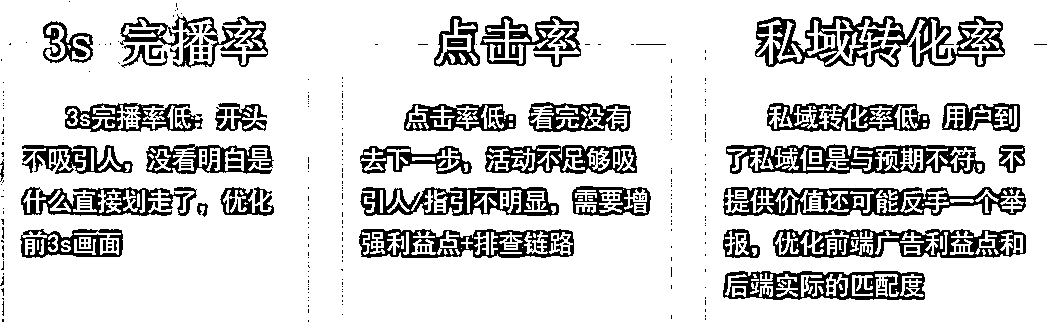 3s 完播率
3s完播率低：开头
不吸引人，没看明白是
什么直接划走了，优化
前3s画面
点击率
点击率低：看完没有
去下一步，活动不足够吸
引人/指引不明显，需要增
强利益点+排查链路
私域转化率
私域转化率低：用户到
了私域但是与预期不符，不
提供价值还可能反手一个举
报，优化前端广告利益点和
后端实际的匹配度